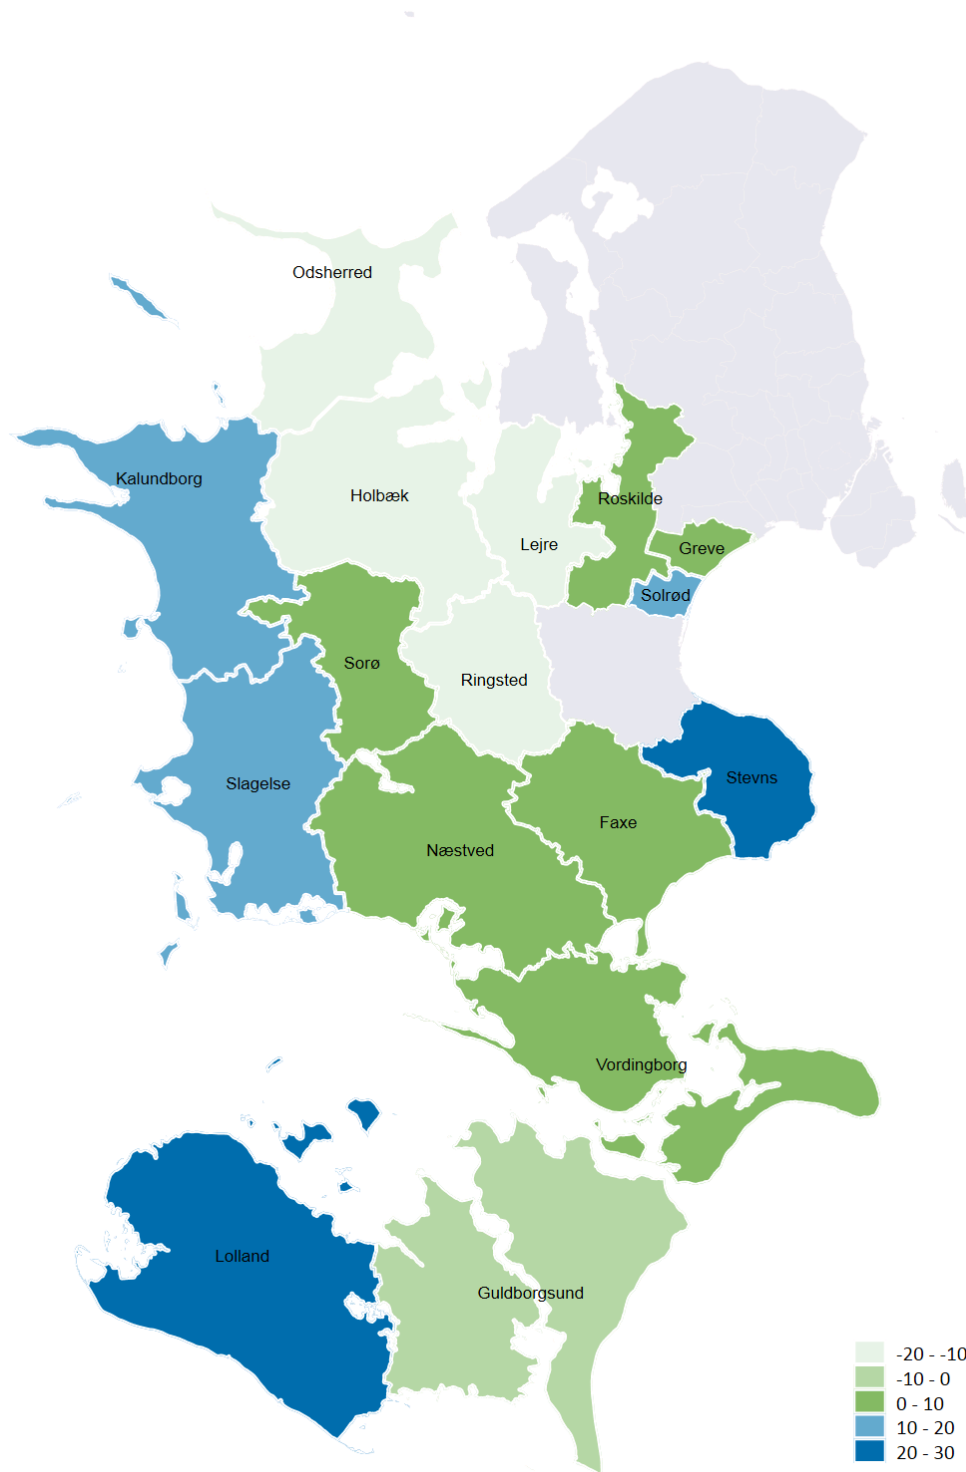 Odsherred
Kalundborg
Holbæk
Roskilde
Lejre
Greve
Solrød
Sorø
Ringsted
Stevns
Slagelse
Faxe
Næstved
Vordingborg
Lolland
Guldborgsund
-20 - -10
-10 - 0
0 - 10
10 - 20
20 - 30